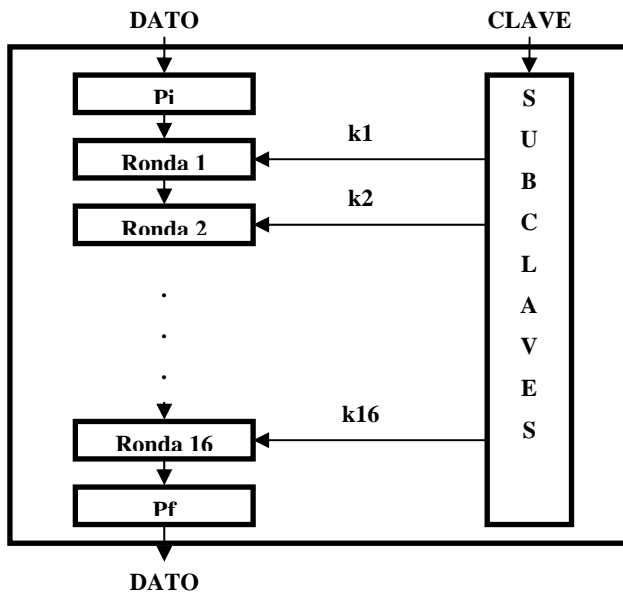 DATO
CLAVE
Pi
Ronda 1
k1
Ronda 2
k2
.
.
.
Ronda 16
k16
Pf
S
U
B
C
L
A
V
E
S
DATO